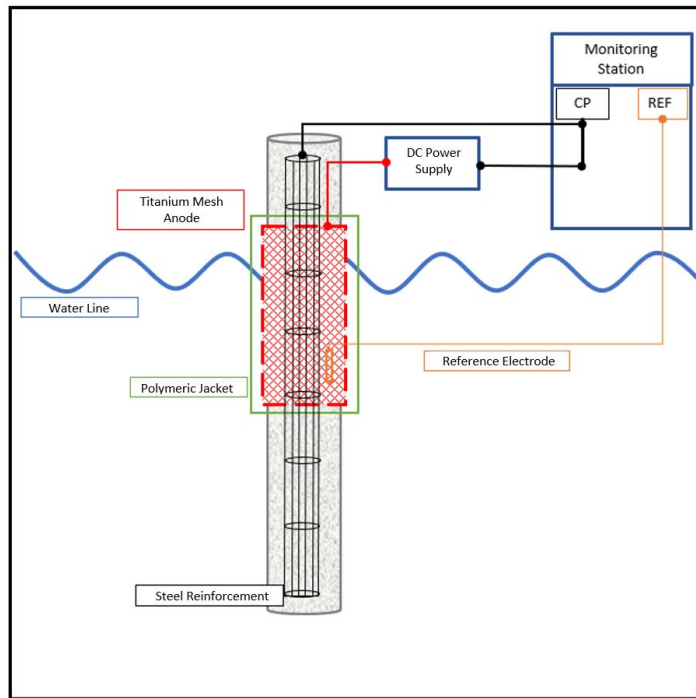 Monitoring
Station
CP
REF
DC Power
Supply
Titanium Mesh
Anode
Water Line
Reference Electrode
Polymeric Jacket
Steel Reinforcement